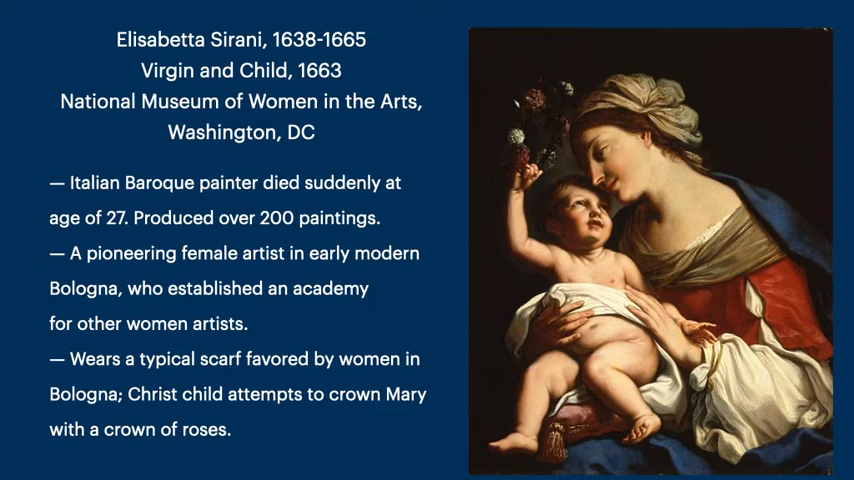 Elisabetta Sirani, 1638-1665
Virgin and Child, 1663
National Museum of Women in the Arts,
Washington, DC
— Italian Baroque painter died suddenly at
age of 27. Produced over 200 paintings.
— A pioneering female artist in early modern
Bologna, who established an academy
for other women artists.
— Wears a typical scarf favored by women in
Bologna; Christ child attempts to crown Mary
with a crown of roses.